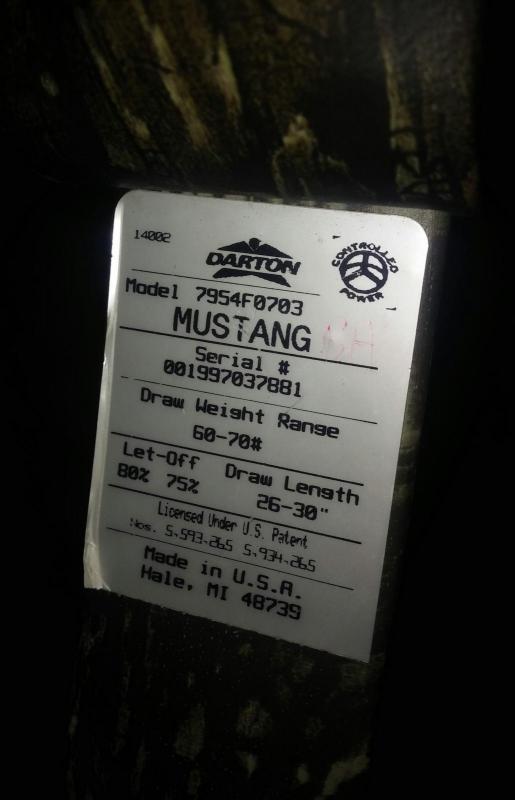 14002
DARTON
CONTROLLED POWER
Model 7954F0703
MUSTANG
Serial #
001997037881
Draw Weight Range
60-70#
Let-Off Draw Length
80% 75% 26-30"
Licensed Under U.S. Patent
Nos. 5,593,265 5,934,265
Made in U.S.A.
Hale, MI 48739